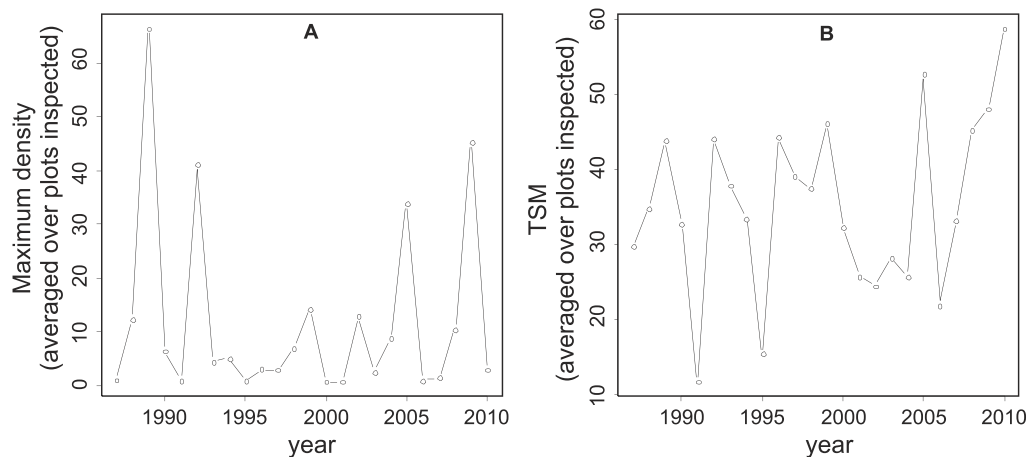 A
Maximum density
(averaged over plots inspected)
0 10 20 30 40 50 60
1990 1995 2000 2005 2010
year
B
TSM
(averaged over plots inspected)
10 20 30 40 50 60
1990 1995 2000 2005 2010
year